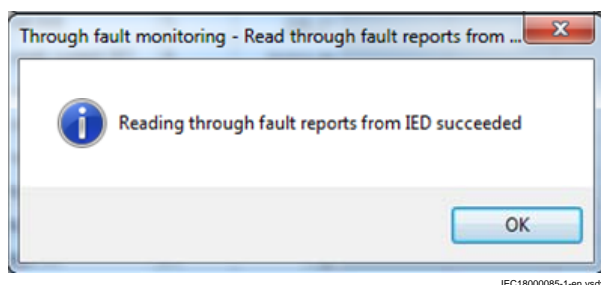 Through fault monitoring - Read through fault reports from ...
Reading through fault reports from IED succeeded
OK
IEC18000085-1-en.vsd